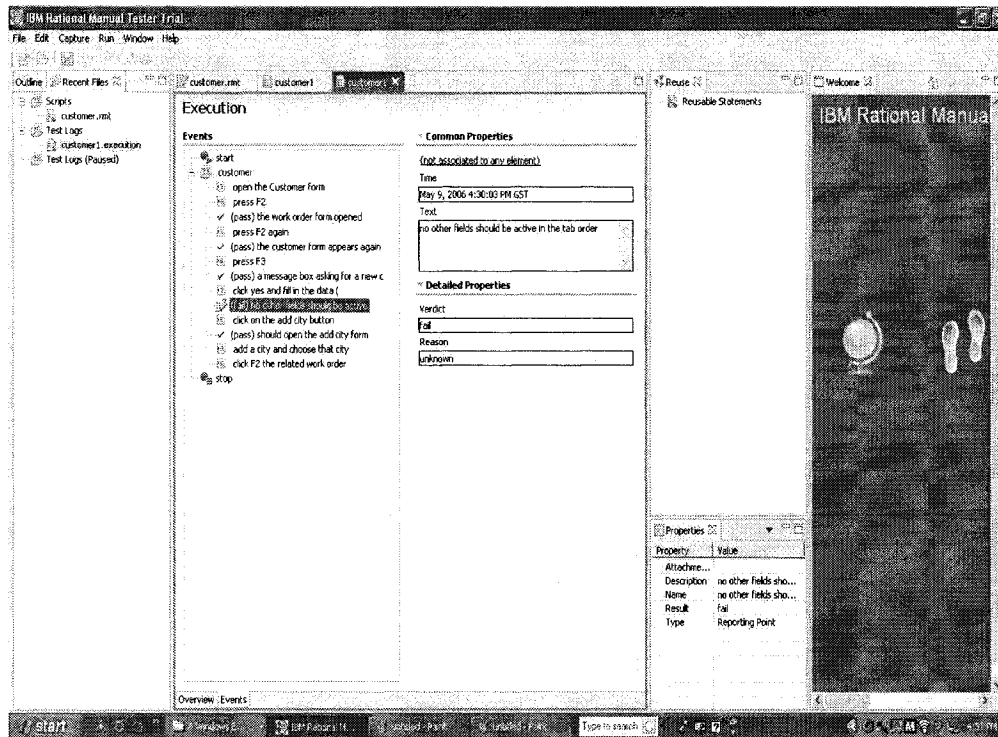 IBM Rational Manual Tester Trial
File Edit Capture Run Window Help
Outline Recent Files
Scripts
customer.rmt
Test Logs
customer1.execution
Test Logs (Paused)
customer.rmt customer1
Execution
Events
start
customer
open the Customer form
press F2
(pass) the work order form opened
press F2 again
(pass) the customer form appears again
press F3
(pass) a message box asking for a new c
click yes and fill in the data (
(fail) no other fields should be active
click on the add city button
(pass) should open the add city form
add a city and choose that city
click F2 the related work order
stop
Common Properties
(not associated to any element)
Time
May 9, 2006 4:30:03 PM GST
Text
no other fields should be active in the tab order
Detailed Properties
Verdict
fail
Reason
unknown
Overview Events
Reuse
Reusable Statements
Properties
Property Value
Attachme...
Description no other fields sho...
Name no other fields sho...
Result fail
Type Reporting Point
Welcome
IBM Rational Manua
start
Type to search